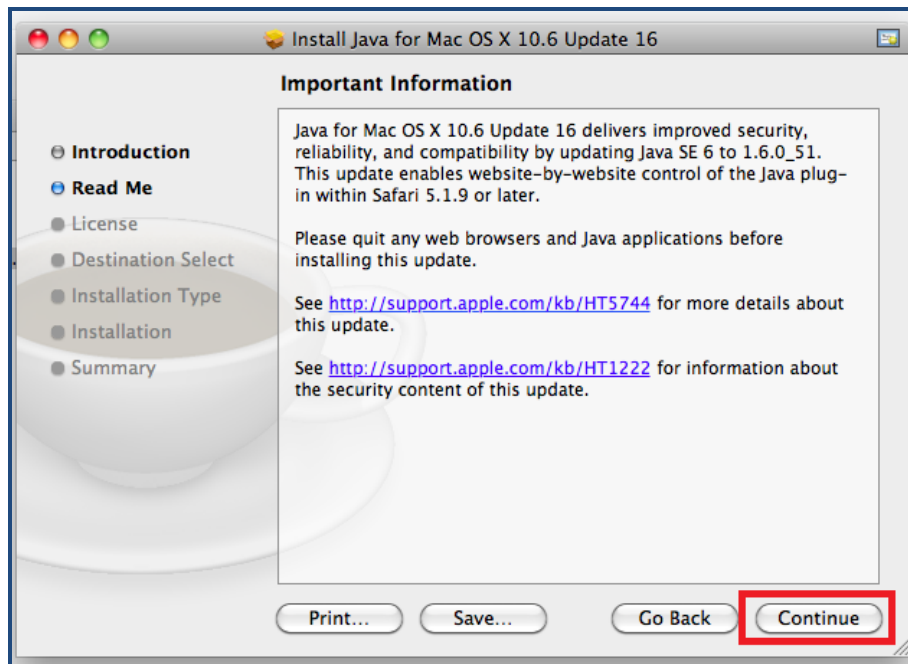 Install Java for Mac OS X 10.6 Update 16
Important Information
Introduction
Read Me
License
Destination Select
Installation Type
Installation
Summary
Java for Mac OS X 10.6 Update 16 delivers improved security,
reliability, and compatibility by updating Java SE 6 to 1.6.0_51.
This update enables website-by-website control of the Java plug-
in within Safari 5.1.9 or later.
Please quit any web browsers and Java applications before
installing this update.
See http://support.apple.com/kb/HT5744 for more details about
this update.
See http://support.apple.com/kb/HT1222 for information about
the security content of this update.
Print...
Save...
Go Back
Continue